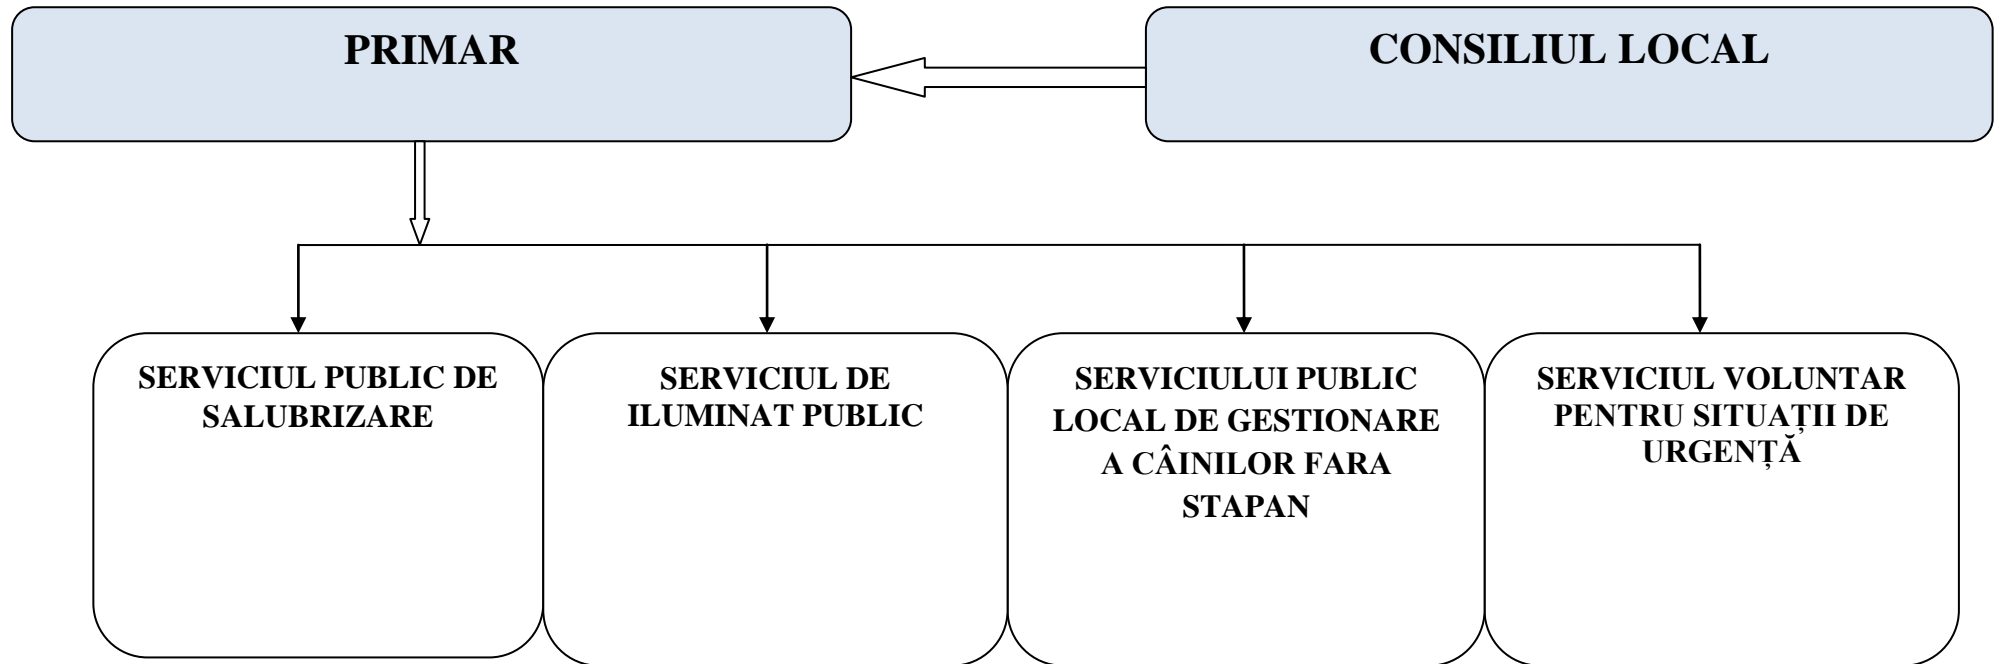 PRIMAR
CONSILIUL LOCAL
SERVICIUL PUBLIC DE
SALUBRIZARE
SERVICIUL DE
ILUMINAT PUBLIC
SERVICIULUI PUBLIC
LOCAL DE GESTIONARE
A CÂINILOR FARA
STAPAN
SERVICIUL VOLUNTAR
PENTRU SITUAȚII DE
URGENȚĂ